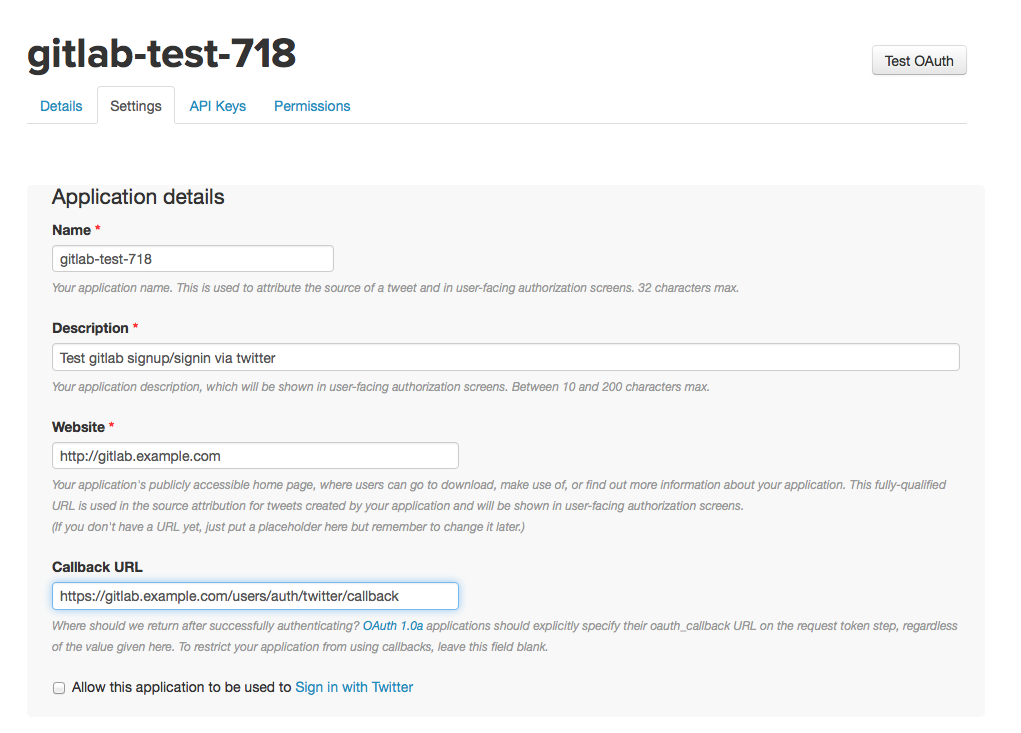 gitlab-test-718
Test OAuth
Details Settings API Keys Permissions
Application details
Name *
gitlab-test-718
Your application name. This is used to attribute the source of a tweet and in user-facing authorization screens. 32 characters max.
Description *
Test gitlab signup/signin via twitter
Your application description, which will be shown in user-facing authorization screens. Between 10 and 200 characters max.
Website *
http://gitlab.example.com
Your application's publicly accessible home page, where users can go to download, make use of, or find out more information about your application. This fully-qualified
URL is used in the source attribution for tweets created by your application and will be shown in user-facing authorization screens.
(If you don't have a URL yet, just put a placeholder here but remember to change it later.)
Callback URL
https://gitlab.example.com/users/auth/twitter/callback
Where should we return after successfully authenticating? OAuth 1.0a applications should explicitly specify their oauth_callback URL on the request token step, regardless
of the value given here. To restrict your application from using callbacks, leave this field blank.
Allow this application to be used to Sign in with Twitter